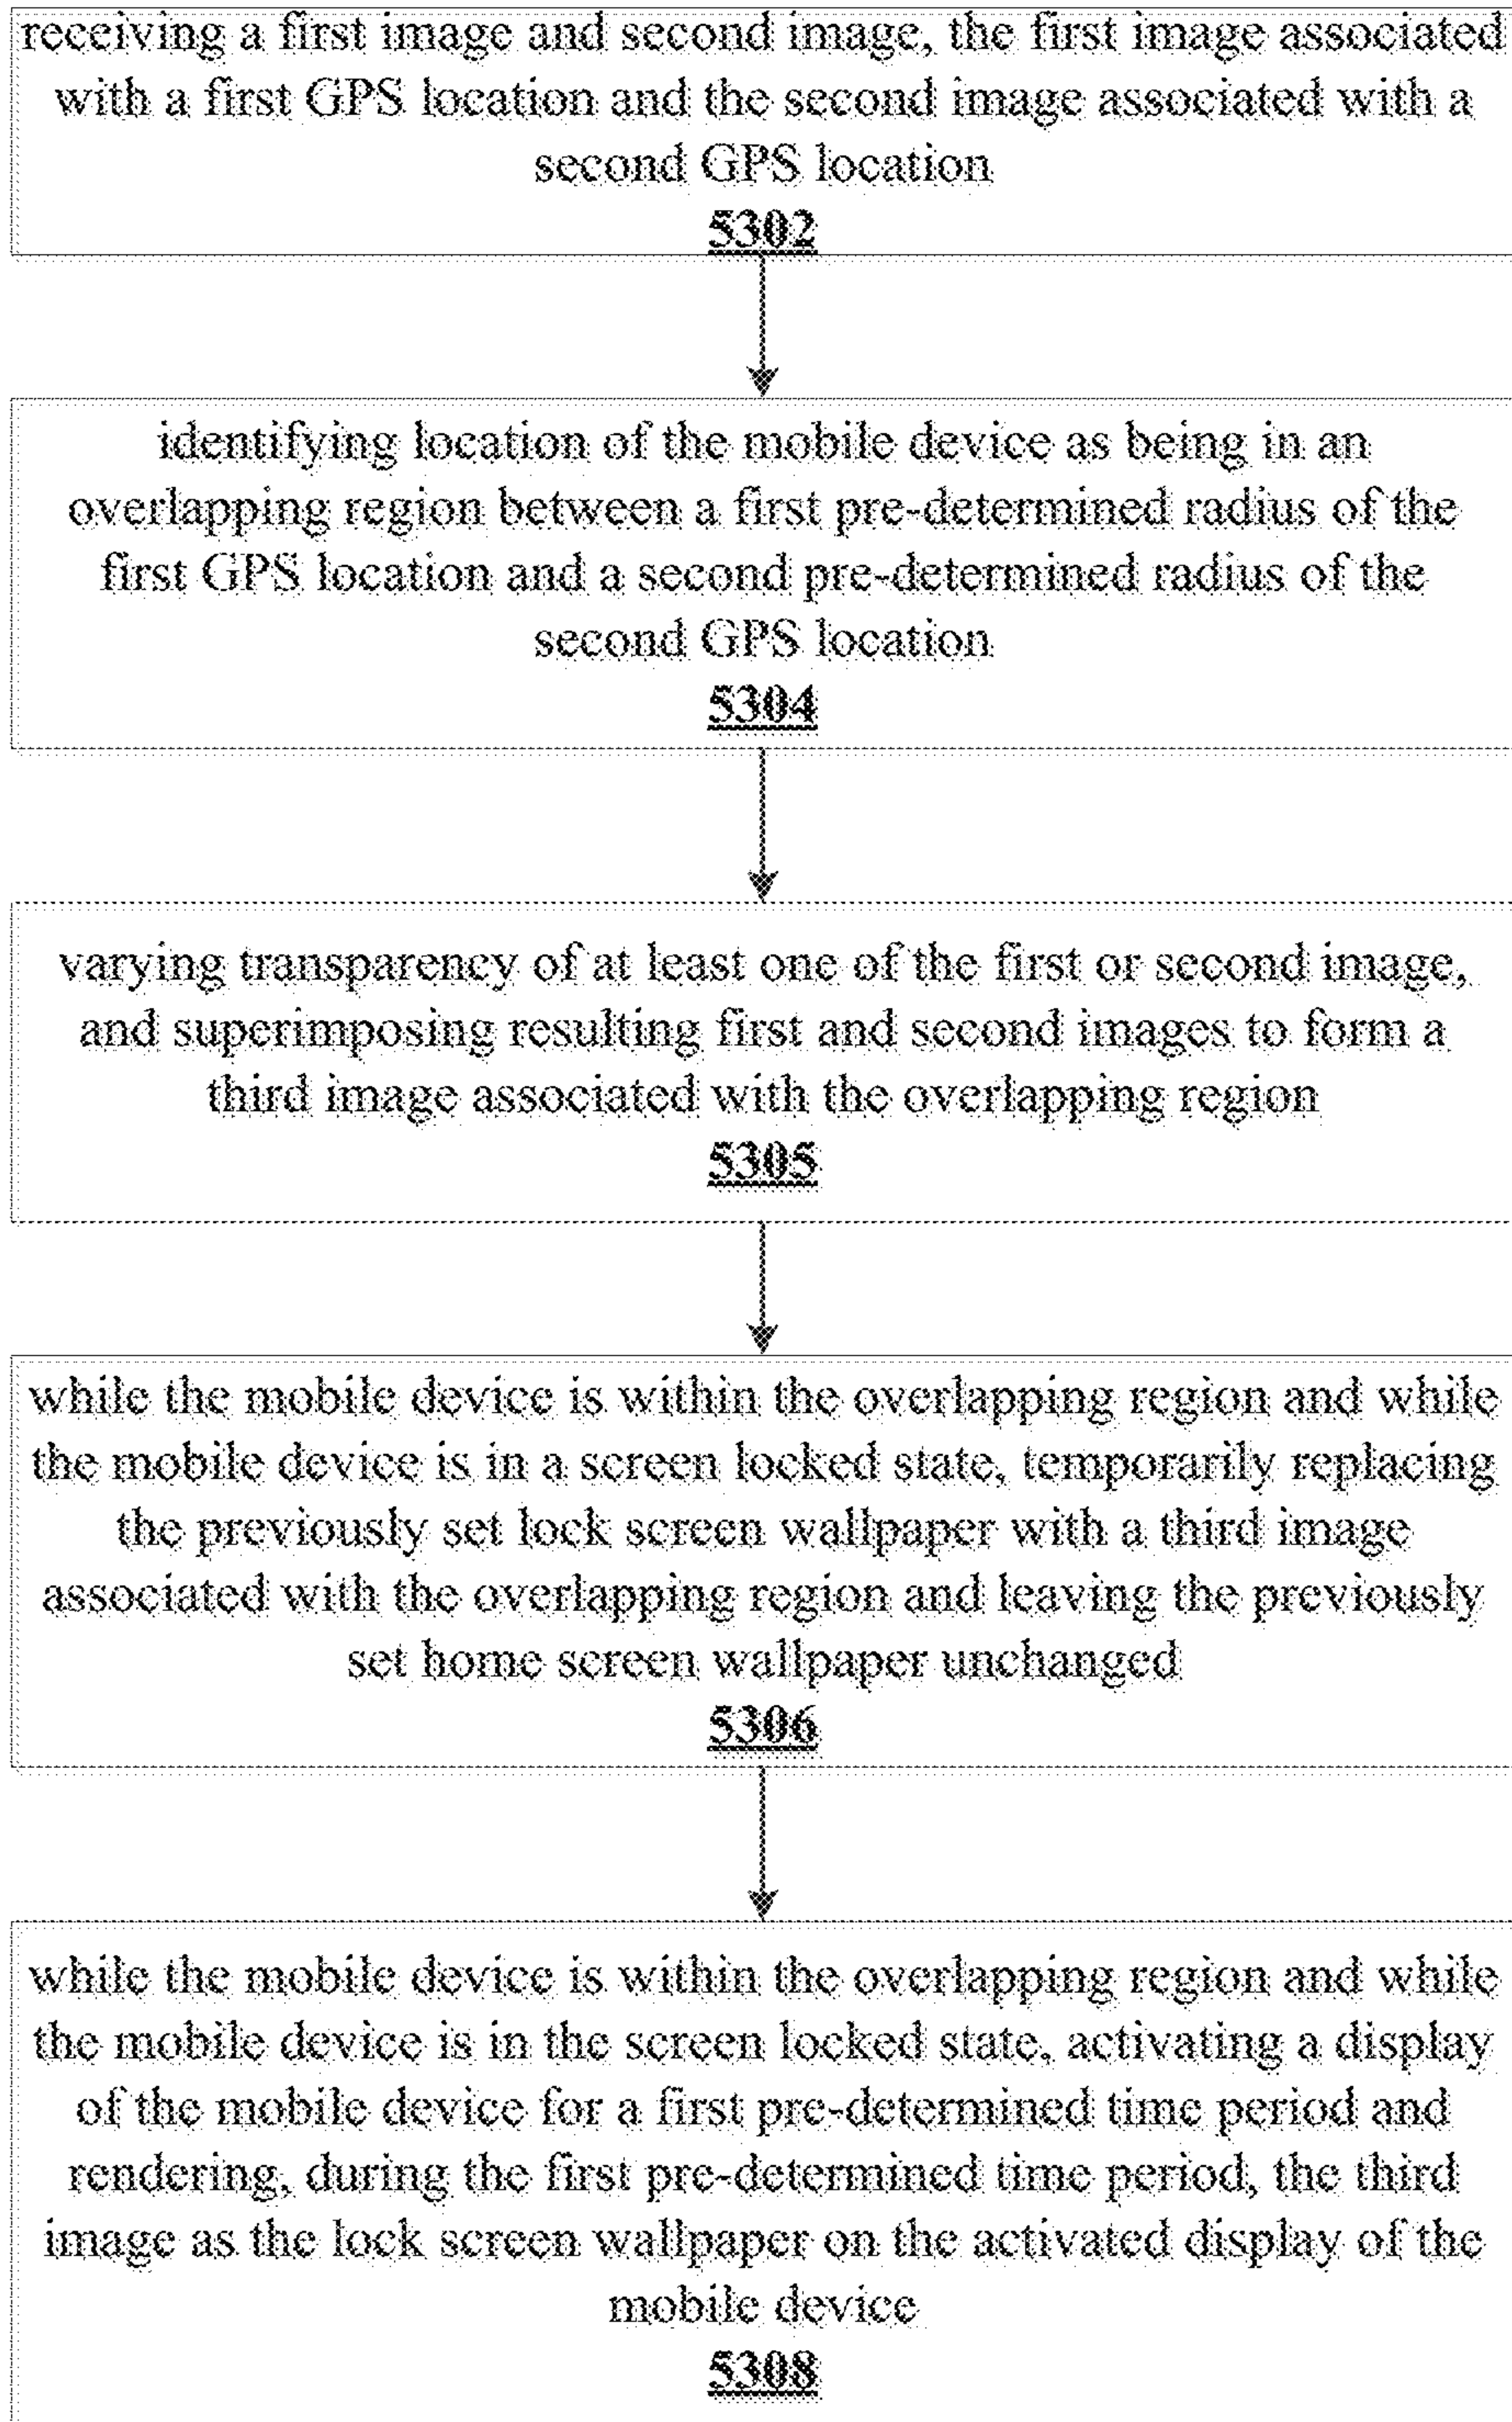 receiving a first image and second image, the first image associated
with a first GPS location and the second image associated with a
second GPS location
5302
identifying location of the mobile device as being in an
overlapping region between a first pre-determined radius of the
first GPS location and a second pre-determined radius of the
second GPS location
5304
varying transparency of at least one of the first or second image,
and superimposing resulting first and second images to form a
third image associated with the overlapping region
5305
while the mobile device is within the overlapping region and while
the mobile device is in a screen locked state, temporarily replacing
the previously set lock screen wallpaper with a third image
associated with the overlapping region and leaving the previously
set home screen wallpaper unchanged
5306
while the mobile device is within the overlapping region and while
the mobile device is in the screen locked state, activating a display
of the mobile device for a first pre-determined time period and
rendering, during the first pre-determined time period, the third
image as the lock screen wallpaper on the activated display of the
mobile device
5308